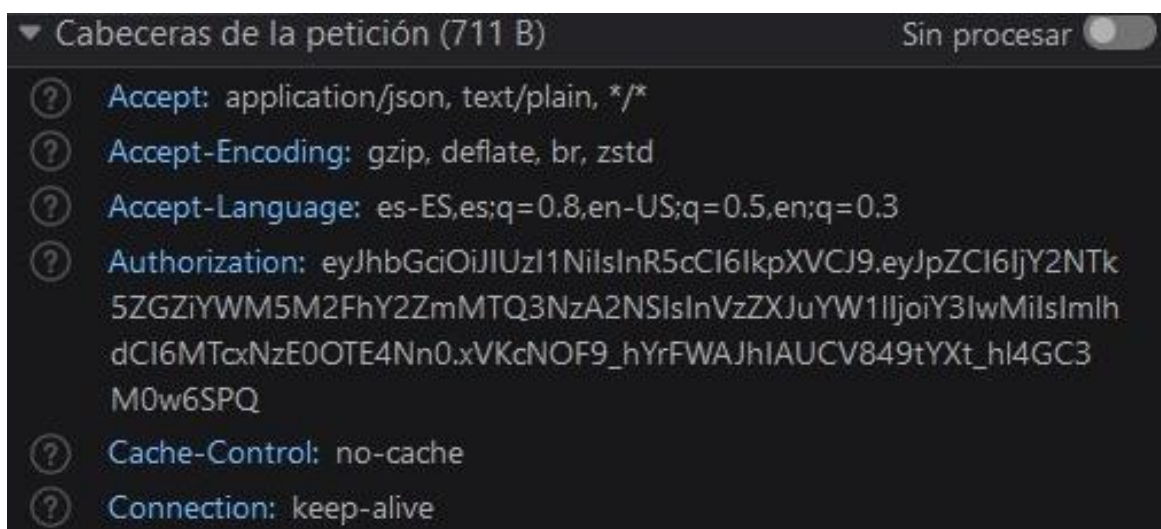 Cabeceras de la petición (711 B) Sin procesar
Accept: application/json, text/plain, */*
Accept-Encoding: gzip, deflate, br, zstd
Accept-Language: es-ES,es;q=0.8,en-US;q=0.5,en;q=0.3
Authorization: eyJhbGciOiJIUzI1NiIsInR5cCI6IkpXVCJ9.eyJpZCI6IjY2NTk
5ZGZiYWM5M2FhY2ZmMTQ3NzA2NSIsInVzZXJuYW1lIjoiY3IwMiIsImlh
dCI6MTcxNzE0OTE4Nn0.xVKcNOF9_hYrFWAJhIAUCV849tYXt_hl4GC3
M0w6SPQ
Cache-Control: no-cache
Connection: keep-alive